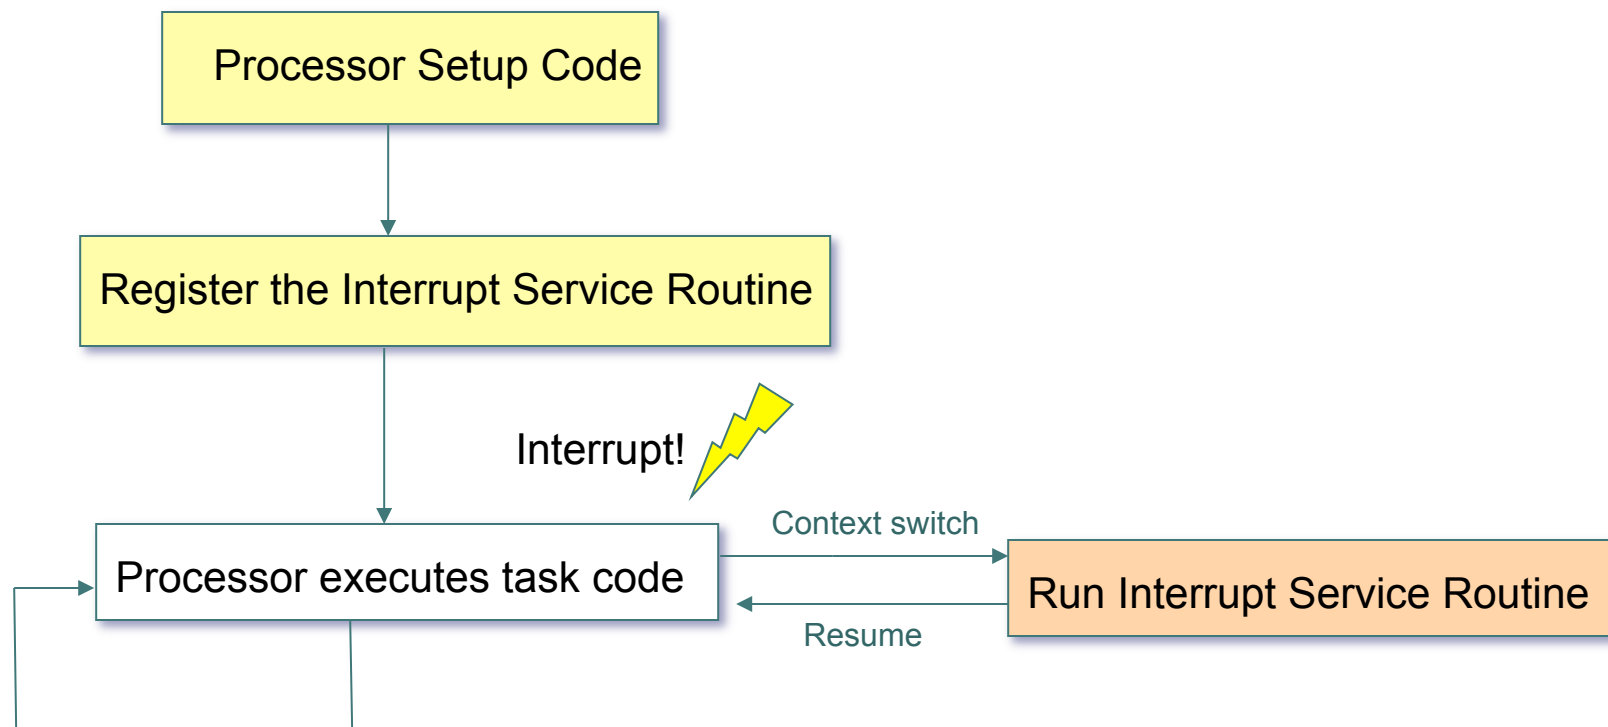 Processor Setup Code
Register the Interrupt Service Routine
Interrupt!
Context switch
Processor executes task code
Run Interrupt Service Routine
Resume